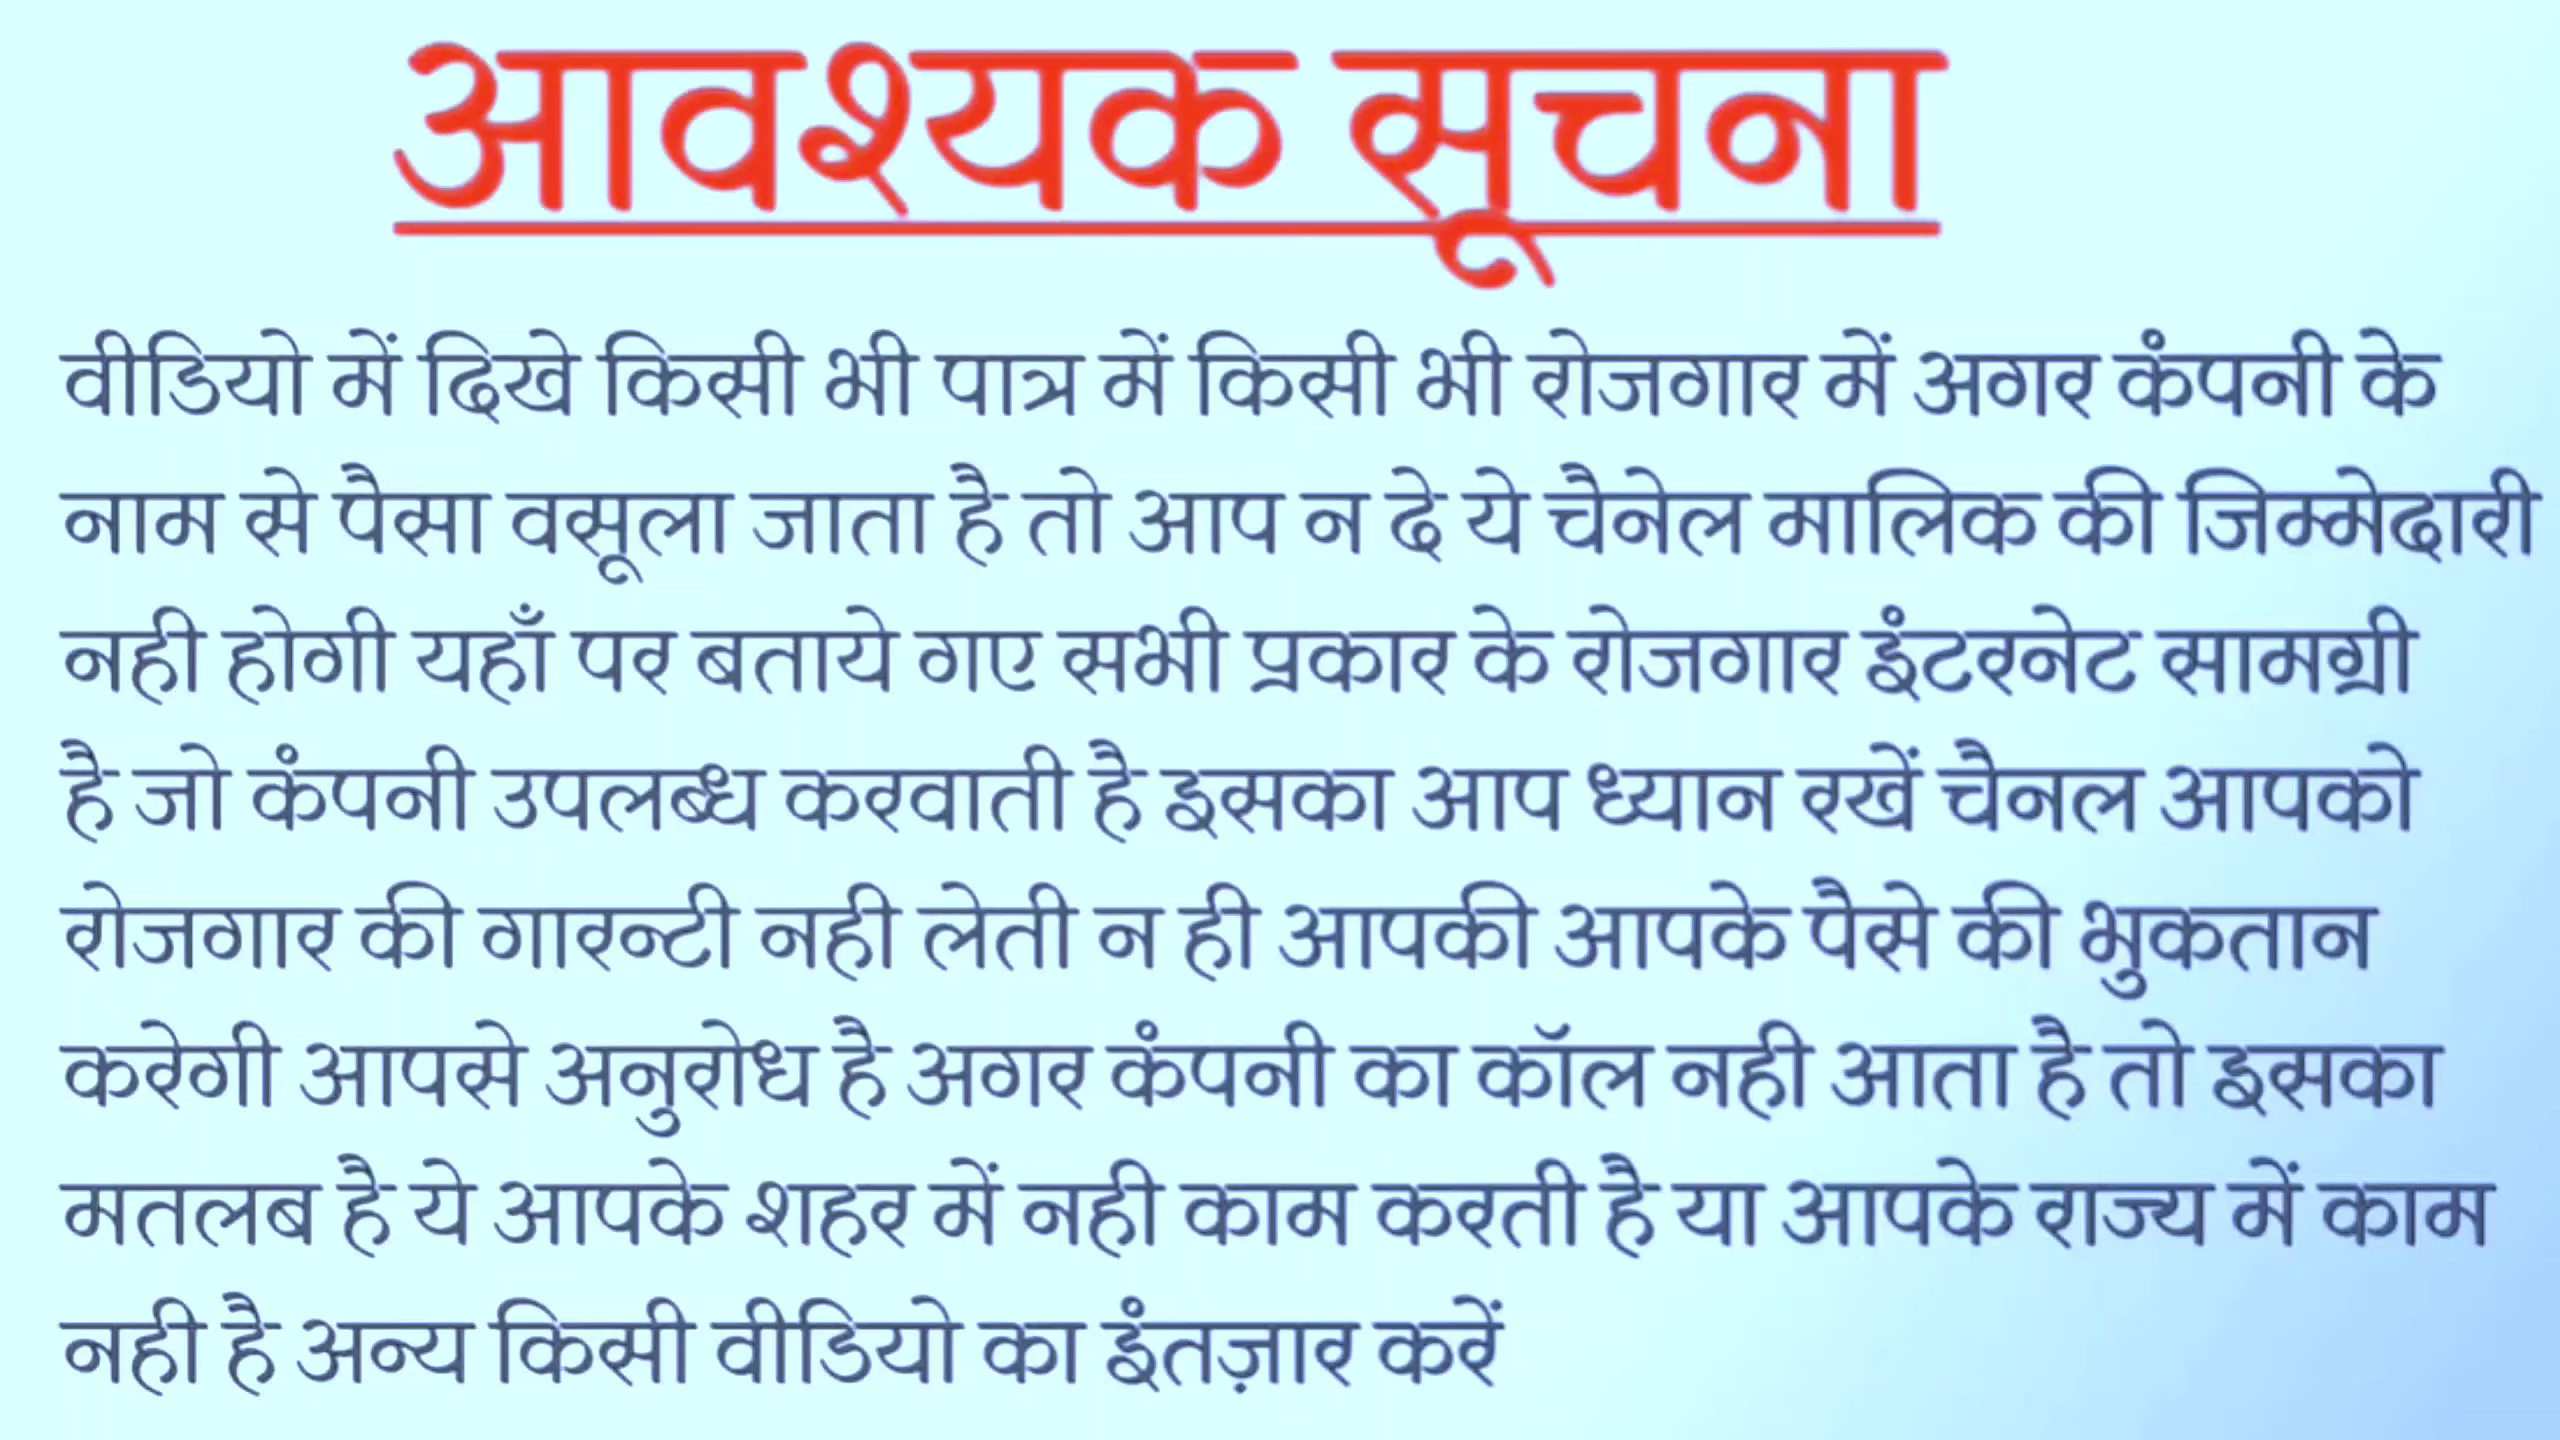 आवश्यक सूचना
वीडियो में दिखे किसी भी पात्र में किसी भी रोजगार में अगर कंपनी के
नाम से पैसा वसूला जाता है तो आप न दे ये चैनेल मालिक की जिम्मेदारी
नही होगी यहाँ पर बताये गए सभी प्रकार के रोजगार इंटरनेट सामग्री
है जो कंपनी उपलब्ध करवाती है इसका आप ध्यान रखें चैनल आपको
रोजगार की गारन्टी नही लेती न ही आपकी आपके पैसे की भुकतान
करेगी आपसे अनुरोध है अगर कंपनी का कॉल नही आता है तो इसका
मतलब है ये आपके शहर में नही काम करती है या आपके राज्य में काम
नही है अन्य किसी वीडियो का इंतज़ार करें